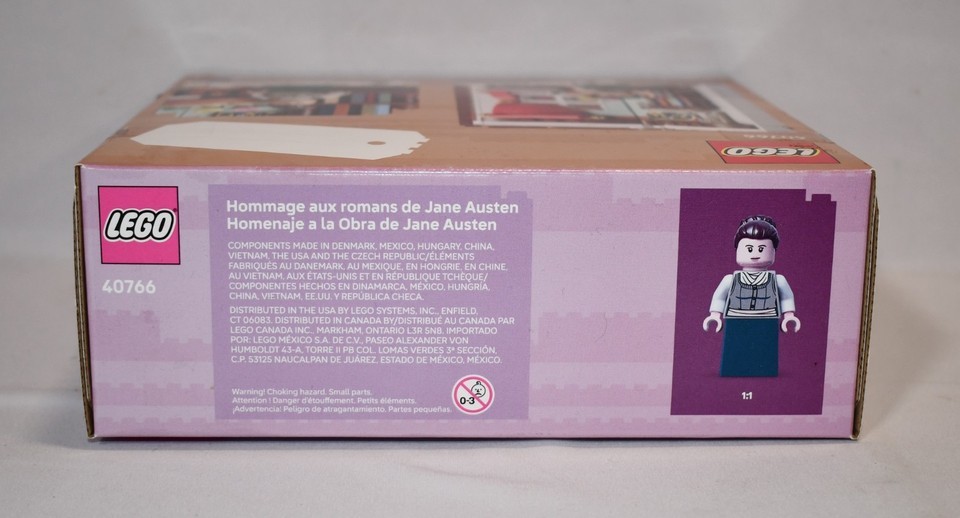 LEGO
40766
LEGO
40766
Hommage aux romans de Jane Austen
Homenaje a la Obra de Jane Austen
COMPONENTS MADE IN DENMARK, MEXICO, HUNGARY, CHINA,
VIETNAM, THE USA AND THE CZECH REPUBLIC/ÉLÉMENTS
FABRIQUÉS AU DANEMARK, AU MEXIQUE, EN HONGRIE, EN CHINE,
AU VIETNAM, AUX ÉTATS-UNIS ET EN RÉPUBLIQUE TCHÈQUE/
COMPONENTES HECHOS EN DINAMARCA, MÉXICO, HUNGRÍA,
CHINA, VIETNAM, EE.UU. Y REPÚBLICA CHECA.
DISTRIBUTED IN THE USA BY LEGO SYSTEMS, INC., ENFIELD,
CT 06083. DISTRIBUTED IN CANADA BY/DISTRIBUÉ AU CANADA PAR
LEGO CANADA INC., MARKHAM, ONTARIO L3R 5N8. IMPORTADO
POR: LEGO MÉXICO S.A. DE C.V., PASEO ALEXANDER VON
HUMBOLDT 43-A, TORRE II PB COL. LOMAS VERDES 3ª SECCIÓN,
C.P. 53125 NAUCALPAN DE JUÁREZ, ESTADO DE MÉXICO, MÉXICO.
Warning! Choking hazard. Small parts.
Attention ! Danger d'étouffement. Petits éléments.
¡Advertencia! Peligro de atragantamiento. Partes pequeñas.
0-3
1:1